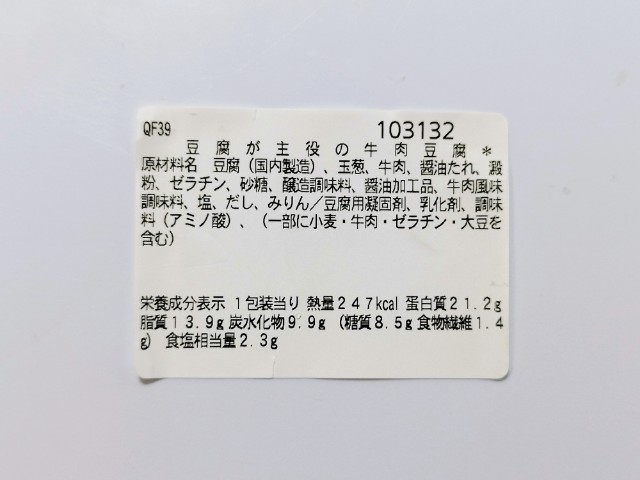 QF39 103132
豆腐が主役の牛肉豆腐＊
原材料名 豆腐（国内製造）、玉葱、牛肉、醤油たれ、澱
粉、ゼラチン、砂糖、醸造調味料、醤油加工品、牛肉風味
調味料、塩、だし、みりん／豆腐用凝固剤、乳化剤、調味
料（アミノ酸）、（一部に小麦・牛肉・ゼラチン・大豆を
含む）
栄養成分表示 1包装当り 熱量247kcal 蛋白質21.2g
脂質13.9g 炭水化物9.9g （糖質8.5g 食物繊維1.4
g） 食塩相当量2.3g